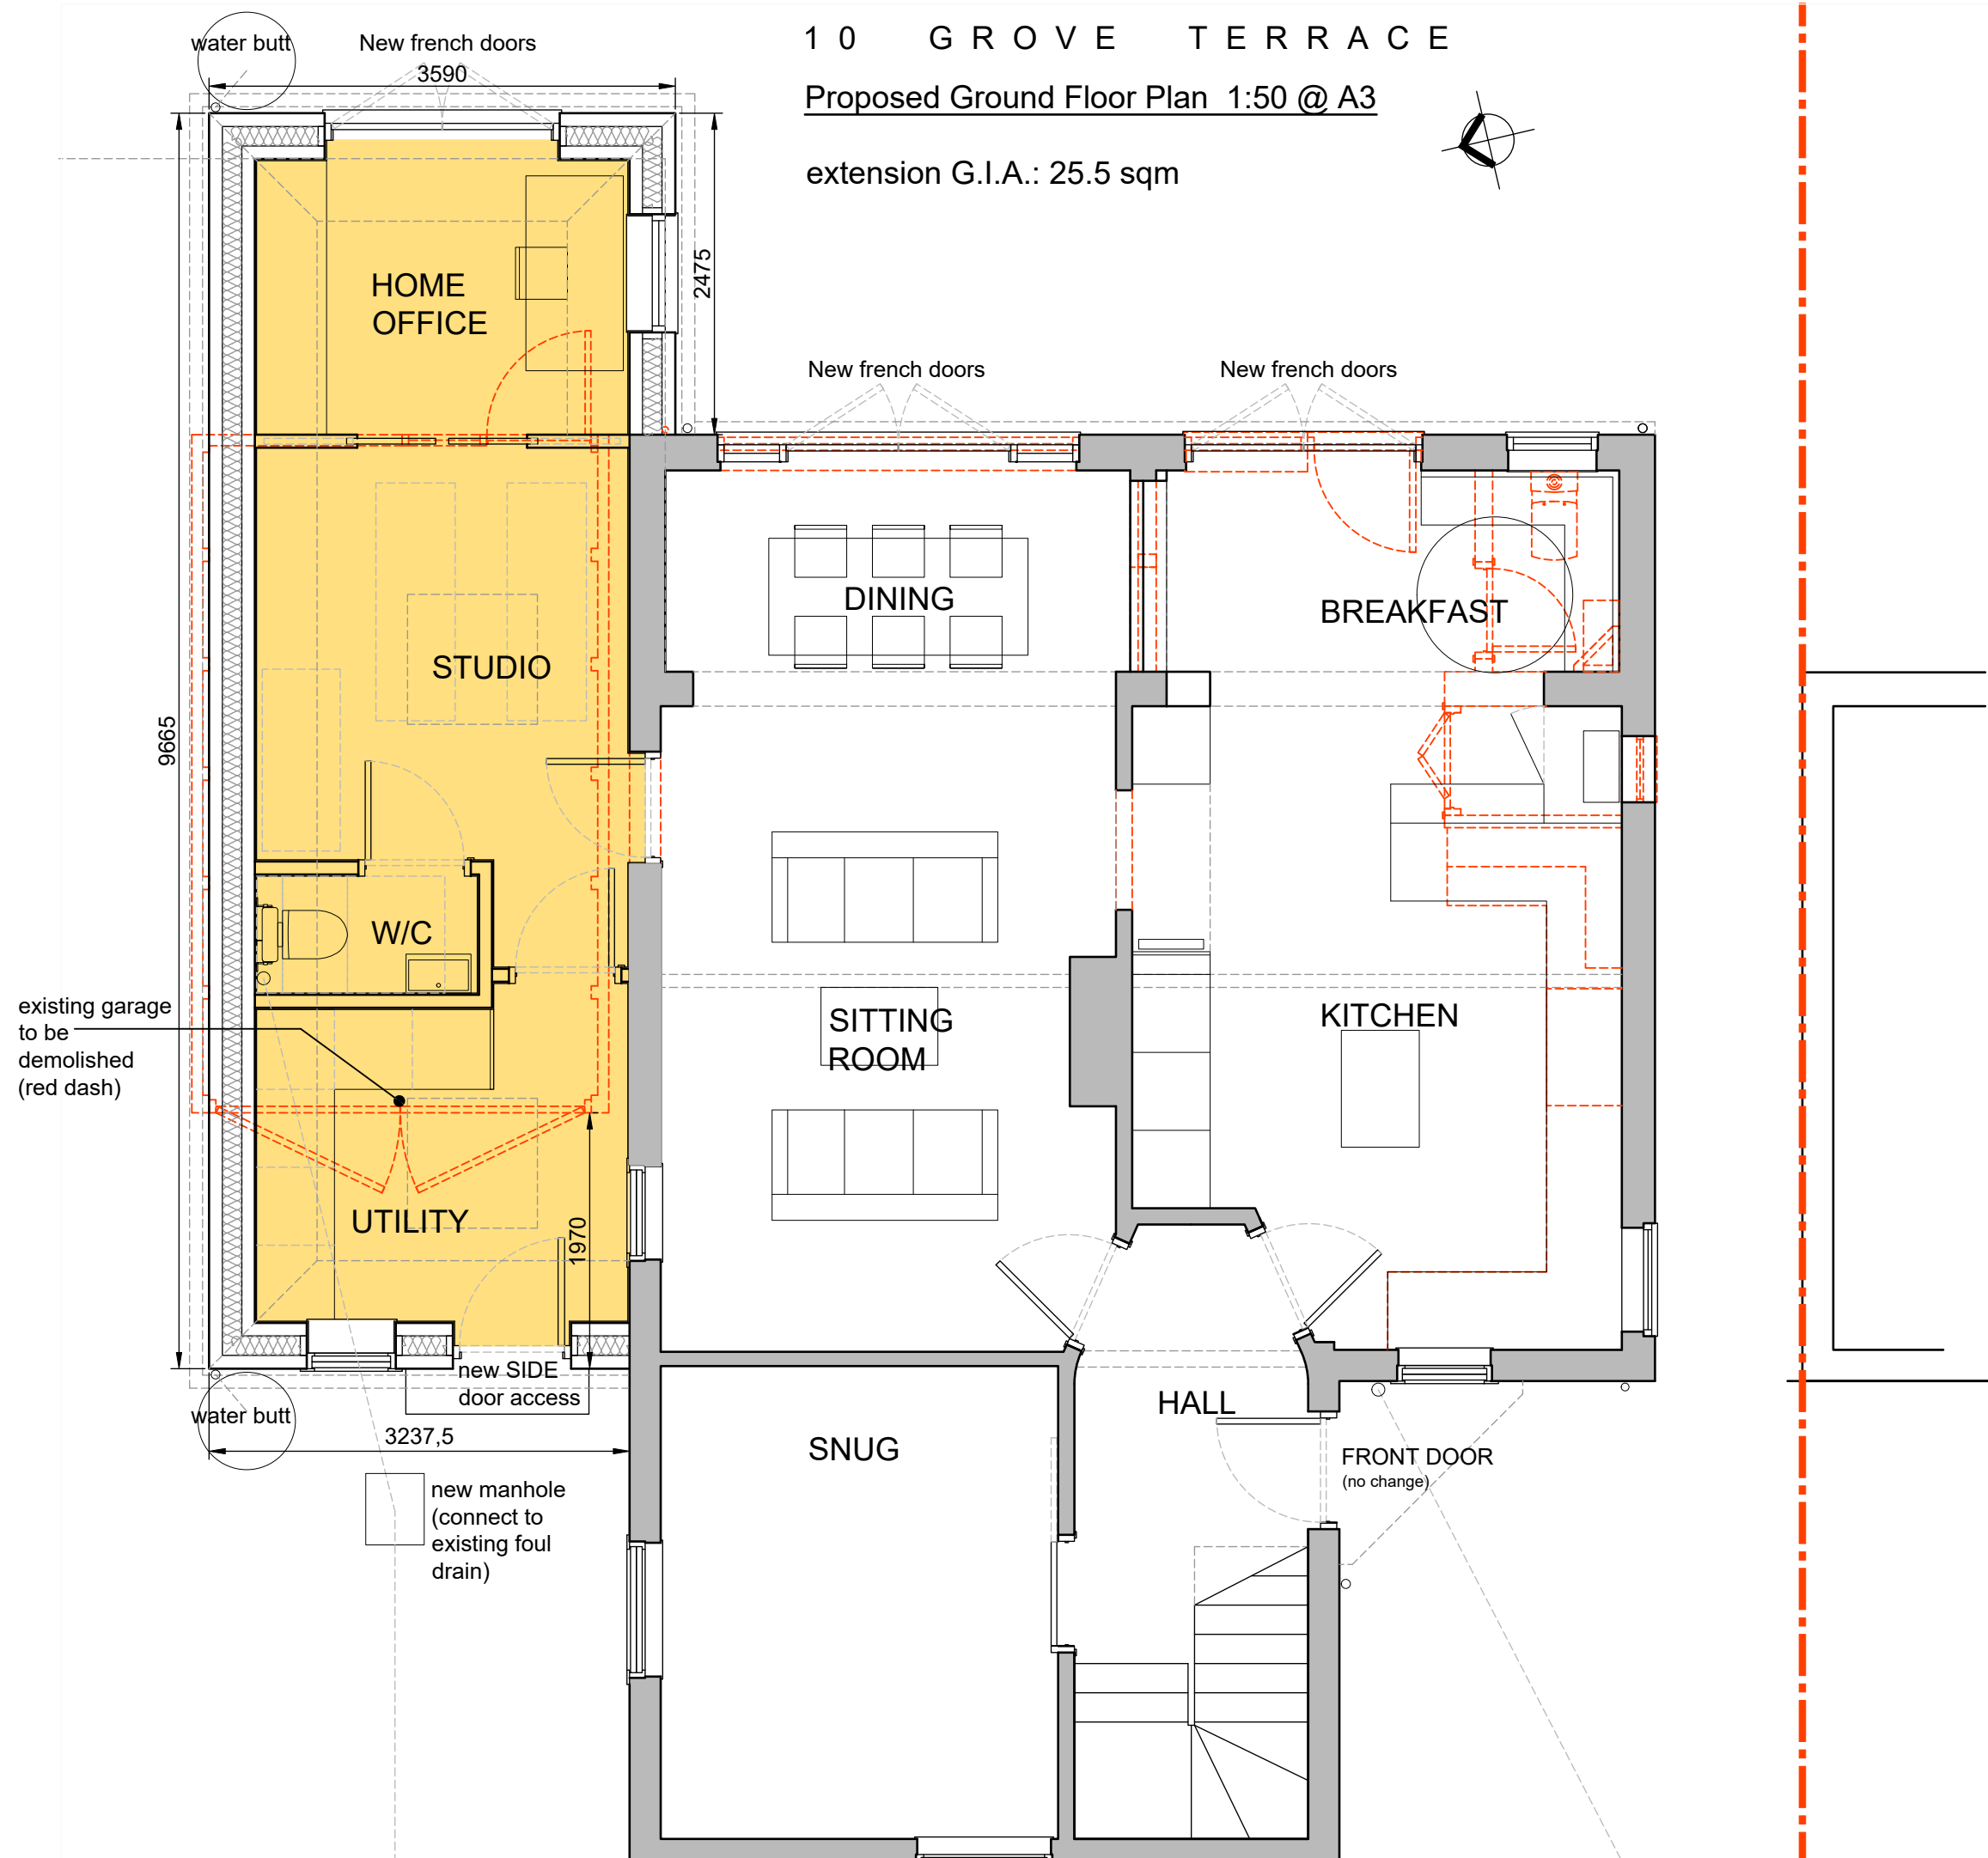 10 GROVE TERRACE
Proposed Ground Floor Plan 1:50 @ A3
extension G.I.A.: 25.5 sqm
water butt
New french doors
3590
HOME
OFFICE
2475
New french doors
New french doors
DINING
BREAKFAST
STUDIO
9665
W/C
existing garage
to be
demolished
(red dash)
SITTING
ROOM
KITCHEN
UTILITY
1970
new SIDE
door access
water butt
3237,5
HALL
SNUG
FRONT DOOR
(no change)
new manhole
(connect to
existing foul
drain)